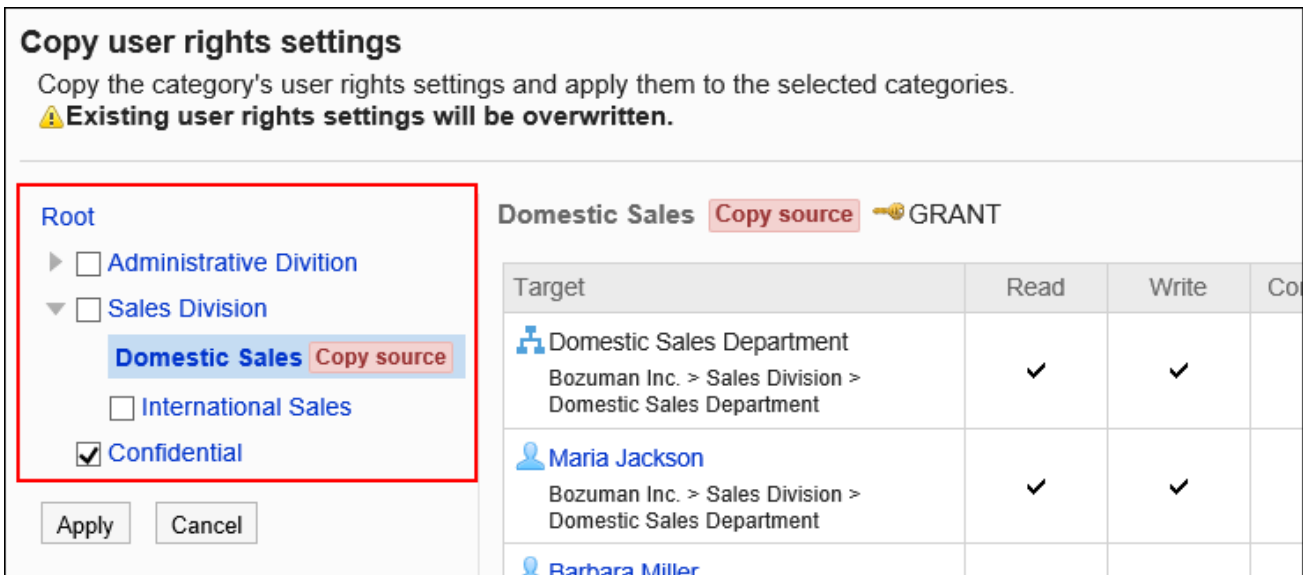 Copy user rights settings
Copy the category's user rights settings and apply them to the selected categories.
Existing user rights settings will be overwritten.
Root
Administrative Divition
Sales Division
Domestic Sales Copy source
International Sales
Confidential
Apply Cancel
Domestic Sales Copy source GRANT
Target Read Write
Domestic Sales Department
Bozuman Inc. > Sales Division >
Domestic Sales Department
Maria Jackson
Bozuman Inc. > Sales Division >
Domestic Sales Department
Barbara Miller